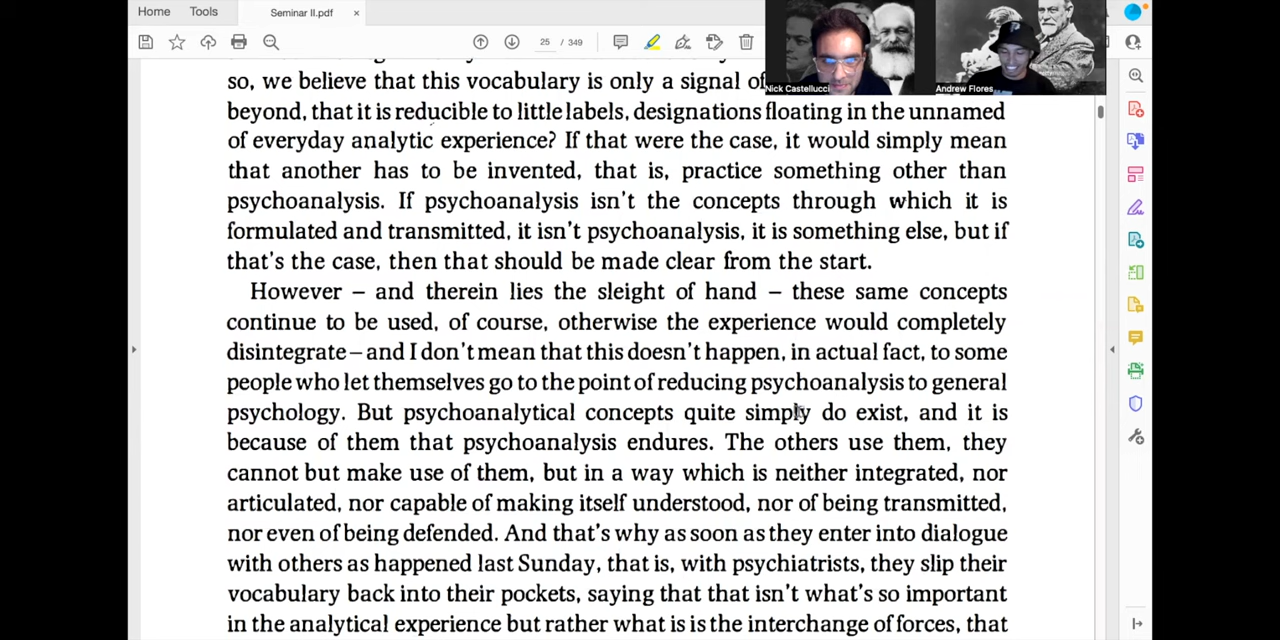 Home Tools Seminar II.pdf ×
25 / 349
Nick Castellucci
Andrew Flores
so, we believe that this vocabulary is only a signal of
beyond, that it is reducible to little labels, designations floating in the unnamed
of everyday analytic experience? If that were the case, it would simply mean
that another has to be invented, that is, practice something other than
psychoanalysis. If psychoanalysis isn't the concepts through which it is
formulated and transmitted, it isn't psychoanalysis, it is something else, but if
that's the case, then that should be made clear from the start.
However – and therein lies the sleight of hand – these same concepts
continue to be used, of course, otherwise the experience would completely
disintegrate – and I don't mean that this doesn't happen, in actual fact, to some
people who let themselves go to the point of reducing psychoanalysis to general
psychology. But psychoanalytical concepts quite simply do exist, and it is
because of them that psychoanalysis endures. The others use them, they
cannot but make use of them, but in a way which is neither integrated, nor
articulated, nor capable of making itself understood, nor of being transmitted,
nor even of being defended. And that's why as soon as they enter into dialogue
with others as happened last Sunday, that is, with psychiatrists, they slip their
vocabulary back into their pockets, saying that that isn't what's so important
in the analytical experience but rather what is is the interchange of forces, that